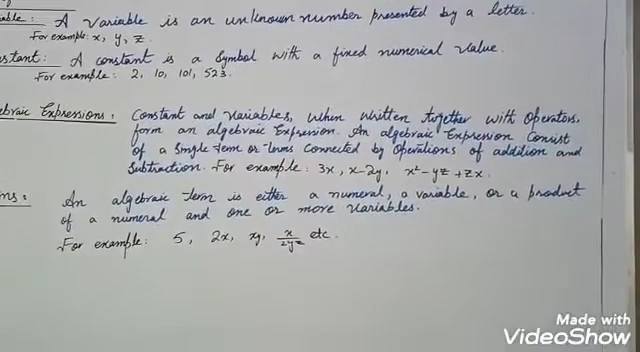 able: A variable is an unknown number presented by a letter.
For example: x, y, z.
stant: A constant is a symbol with a fixed numerical value.
For example: 2, 10, 101, 523.
ebraic Expressions: Constant and variables, when written together with operators,
form an algebraic Expression. An algebraic Expression Consist
of a Single term or terms connected by operations of addition and
Subtraction. For example: 3x, x-2y, x²-yz+zx.
ms: An algebraic term is either a numeral, a variable, or a product
of a numeral and one or more variables.
For example: 5, 2x, xy, x/2yz etc.
Made with
VideoShow